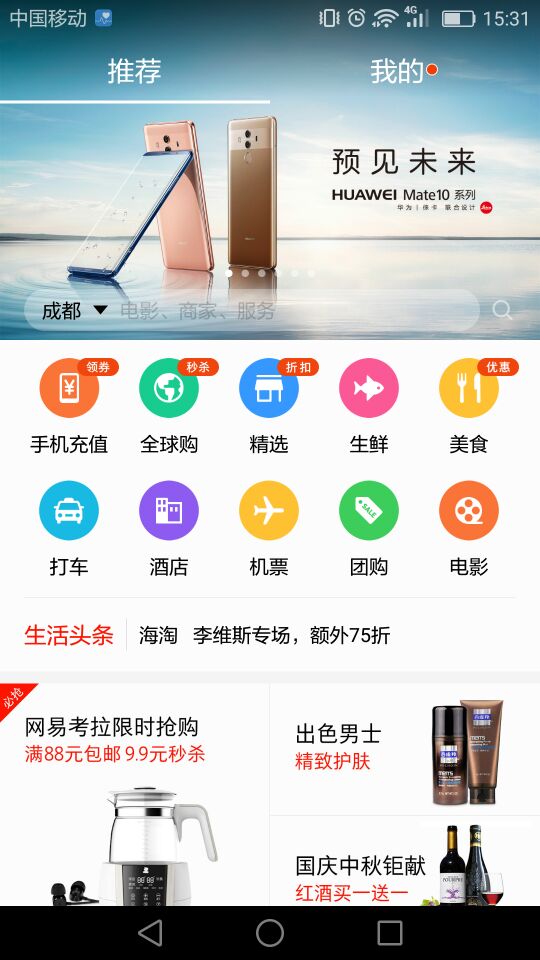 中国移动
4G
15:31
推荐
我的
预见未来
HUAWEI Mate10 系列
华为 | 徕卡 联合设计
成都
电影、商家、服务
领券
秒杀
折扣
优惠
¥
手机充值
全球购
精选
生鲜
美食
SALE
打车
酒店
机票
团购
电影
生活头条
海淘 李维斯专场，额外75折
必抢
网易考拉限时抢购
满88元包邮 9.9元秒杀
出色男士
精致护肤
MEN'S
MEN'S
国庆中秋钜献
红酒买一送一